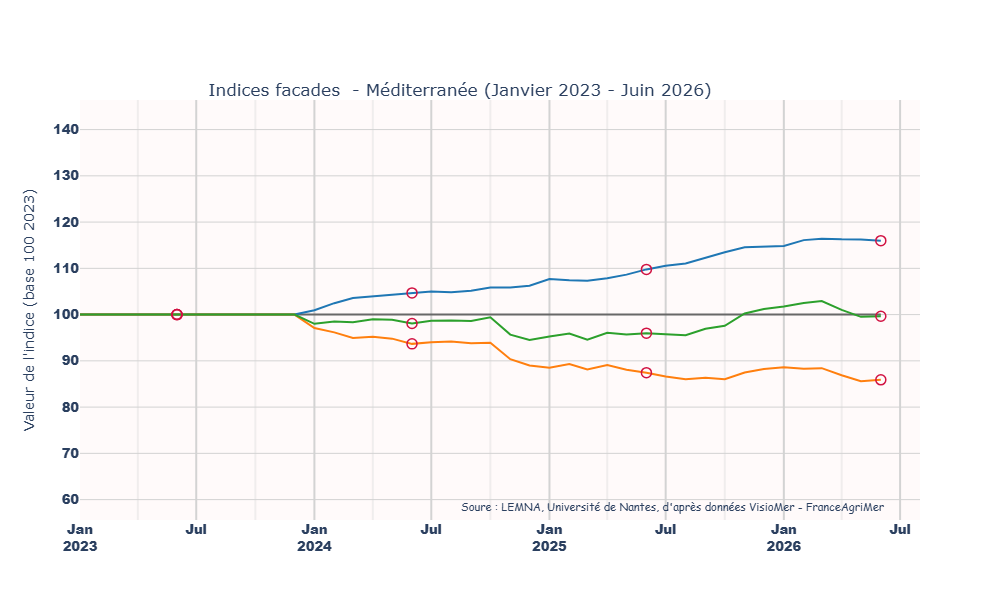 Indices facades  - Méditerranée (Janvier 2023 - Juin 2026)
Valeur de l'indice (base 100 2023)
140
130
120
110
100
90
80
70
60
Soure : LEMNA, Université de Nantes, d'après données VisioMer - FranceAgriMer
Jan Jul Jan Jul Jan Jul Jan Jul
2023 2024 2025 2026